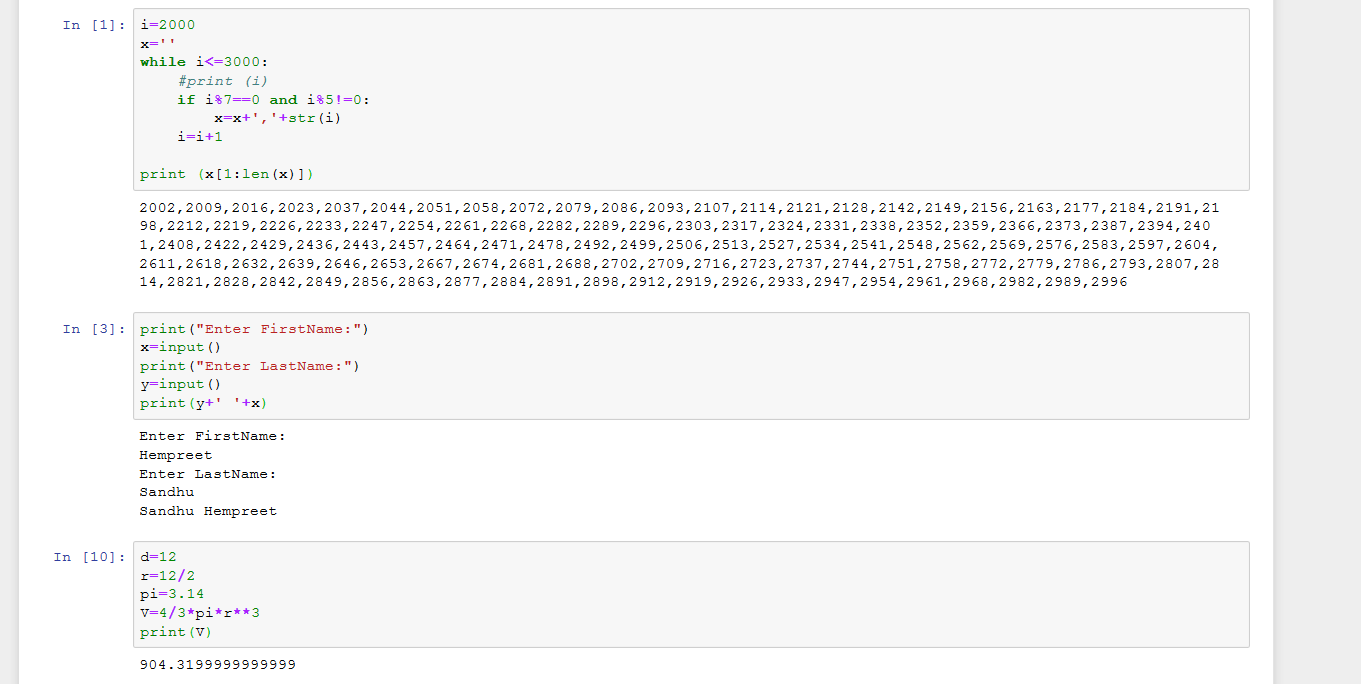 In [1]: i=2000
x=''
while i<=3000:
    #print (i)
    if i%7==0 and i%5!=0:
        x=x+','+str(i)
    i=i+1
print (x[1:len(x)])
2002,2009,2016,2023,2037,2044,2051,2058,2072,2079,2086,2093,2107,2114,2121,2128,2142,2149,2156,2163,2177,2184,2191,21
98,2212,2219,2226,2233,2247,2254,2261,2268,2282,2289,2296,2303,2317,2324,2331,2338,2352,2359,2366,2373,2387,2394,240
1,2408,2422,2429,2436,2443,2457,2464,2471,2478,2492,2499,2506,2513,2527,2534,2541,2548,2562,2569,2576,2583,2597,2604,
2611,2618,2632,2639,2646,2653,2667,2674,2681,2688,2702,2709,2716,2723,2737,2744,2751,2758,2772,2779,2786,2793,2807,28
14,2821,2828,2842,2849,2856,2863,2877,2884,2891,2898,2912,2919,2926,2933,2947,2954,2961,2968,2982,2989,2996
In [3]: print("Enter FirstName:")
x=input()
print("Enter LastName:")
y=input()
print(y+' '+x)
Enter FirstName:
Hempreet
Enter LastName:
Sandhu
Sandhu Hempreet
In [10]: d=12
r=12/2
pi=3.14
V=4/3*pi*r**3
print(V)
904.3199999999999